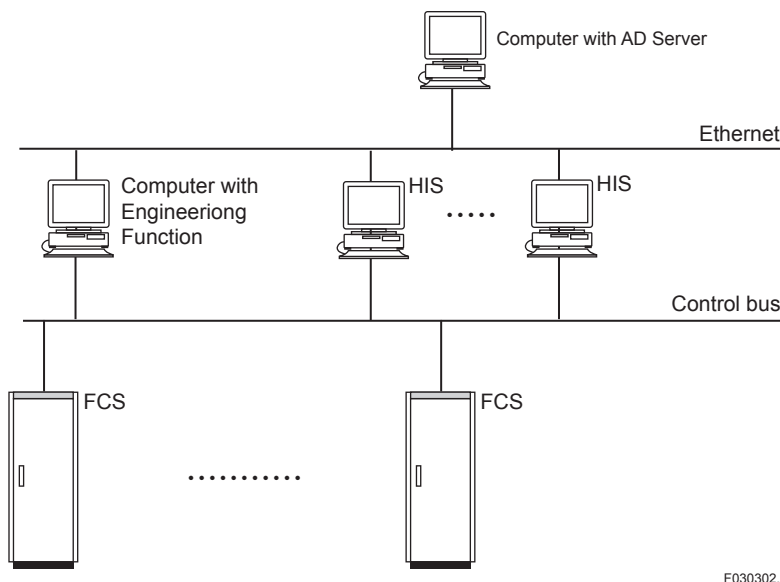 Computer with AD Server
Ethernet
Computer with
Engineeriong
Function
HIS
HIS
Control bus
FCS
FCS
F030302.